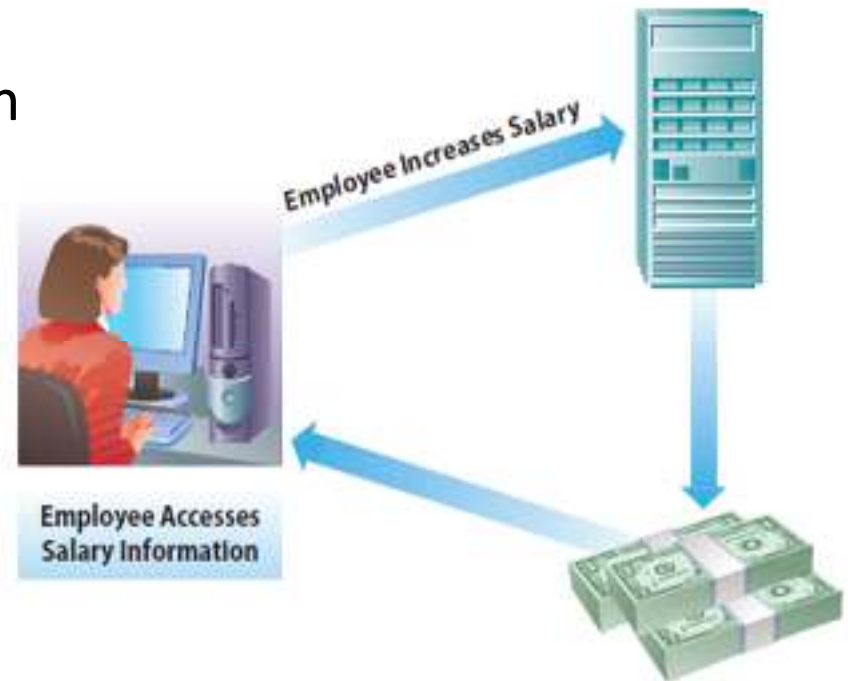 n
Employee Increases Salary
Employee Accesses
Salary Information